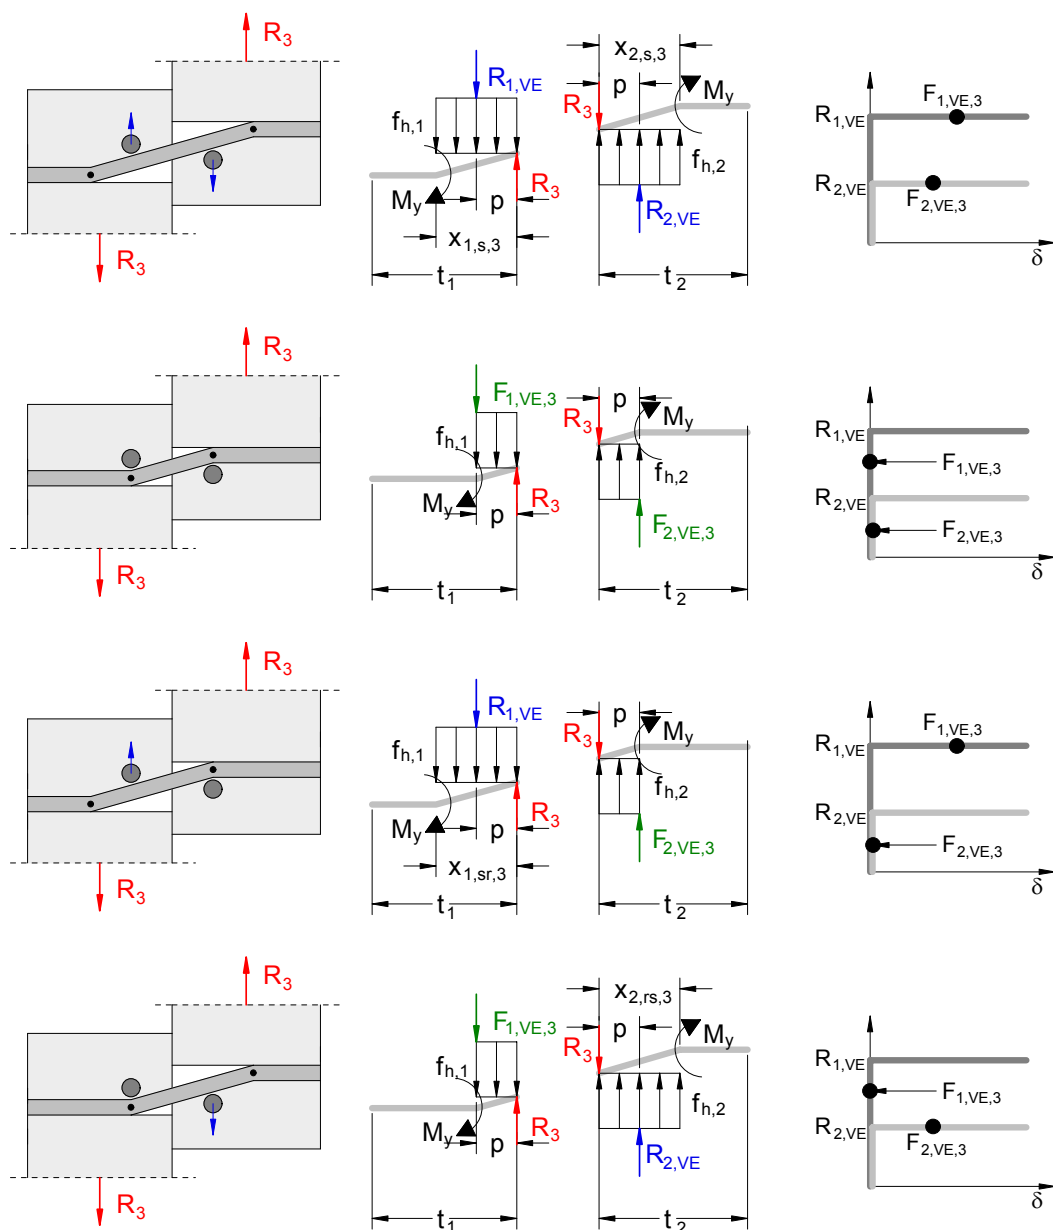 R3
R3
R1,VE
fh,1
My
p
R3
x1,s,3
t1
x2,s,3
p
My
R3
fh,2
R2,VE
t2
R1,VE
F1,VE,3
R2,VE
F2,VE,3
δ
R3
R3
F1,VE,3
fh,1
My
p
R3
t1
p
My
R3
fh,2
F2,VE,3
t2
R1,VE
F1,VE,3
R2,VE
F2,VE,3
δ
R3
R3
R1,VE
fh,1
My
p
R3
x1,sr,3
t1
p
My
R3
fh,2
F2,VE,3
t2
F1,VE,3
R1,VE
R2,VE
F2,VE,3
δ
R3
R3
F1,VE,3
fh,1
My
p
R3
t1
x2,rs,3
p
My
R3
fh,2
R2,VE
t2
R1,VE
F1,VE,3
R2,VE
F2,VE,3
δ